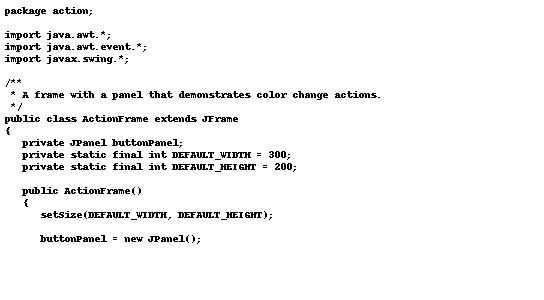 package action;

import java.awt.*;
import java.awt.event.*;
import javax.swing.*;

/**
 * A frame with a panel that demonstrates color change actions.
 */
public class ActionFrame extends JFrame
{
   private JPanel buttonPanel;
   private static final int DEFAULT_WIDTH = 300;
   private static final int DEFAULT_HEIGHT = 200;

   public ActionFrame()
   {
      setSize(DEFAULT_WIDTH, DEFAULT_HEIGHT);

      buttonPanel = new JPanel();